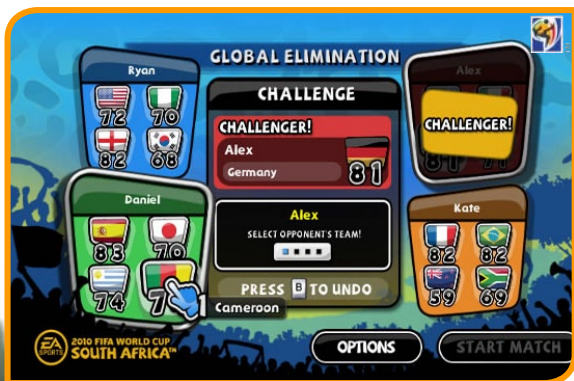 GLOBAL ELIMINATION
Ryan
72 70
82 68
CHALLENGE
CHALLENGER!
Alex
Germany
81
Alex
CHALLENGER!
Daniel
83 70
74
Cameroon
Alex
SELECT OPPONENT'S TEAM!
PRESS B TO UNDO
Kate
82 82
59 69
EA SPORTS
2010 FIFA WORLD CUP
SOUTH AFRICA™
OPTIONS
START MATCH